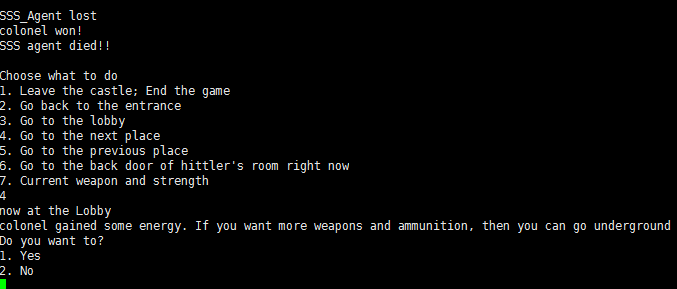 SSS_Agent lost
colonel won!
SSS agent died!!
Choose what to do
1. Leave the castle; End the game
2. Go back to the entrance
3. Go to the lobby
4. Go to the next place
5. Go to the previous place
6. Go to the back door of hittler's room right now
7. Current weapon and strength
4
now at the Lobby
colonel gained some energy. If you want more weapons and ammunition, then you can go underground
Do you want to?
1. Yes
2. No